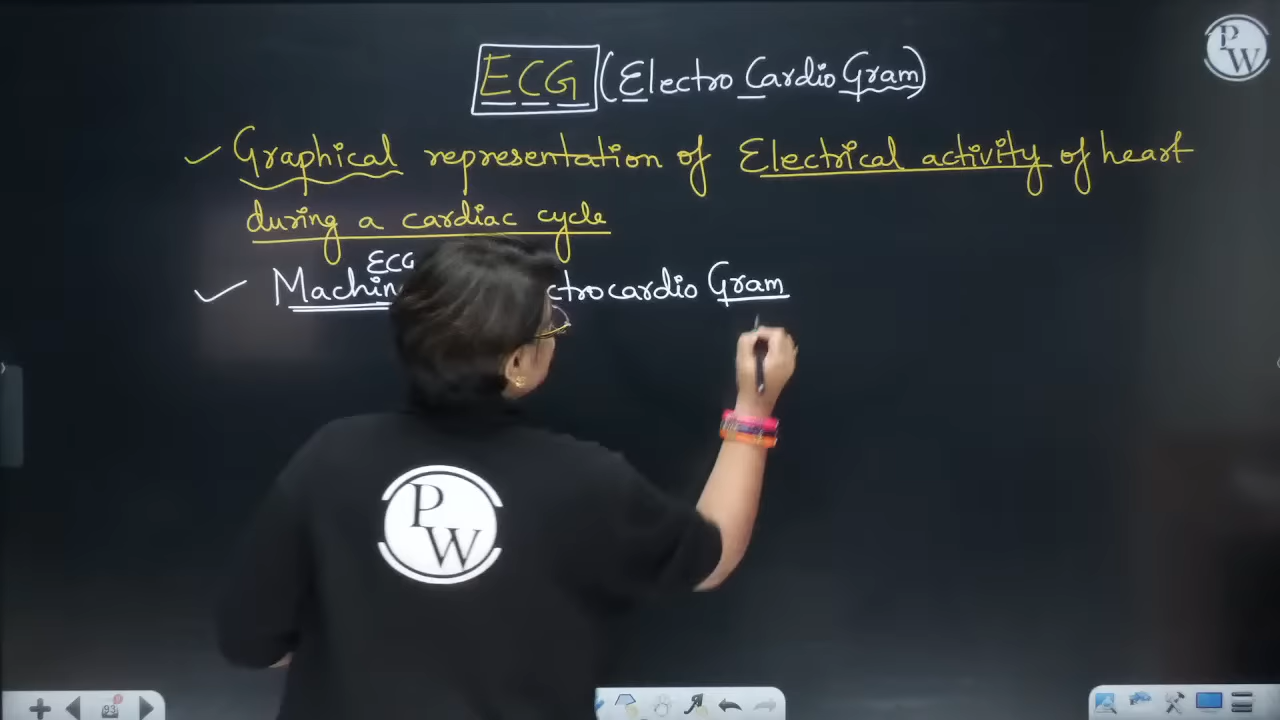 ECG (Electro Cardio Gram)
✓ Graphical representation of Electrical activity of heart
during a cardiac cycle
ECG
✓ Machin ctrocardio Gram
PW
PW
93